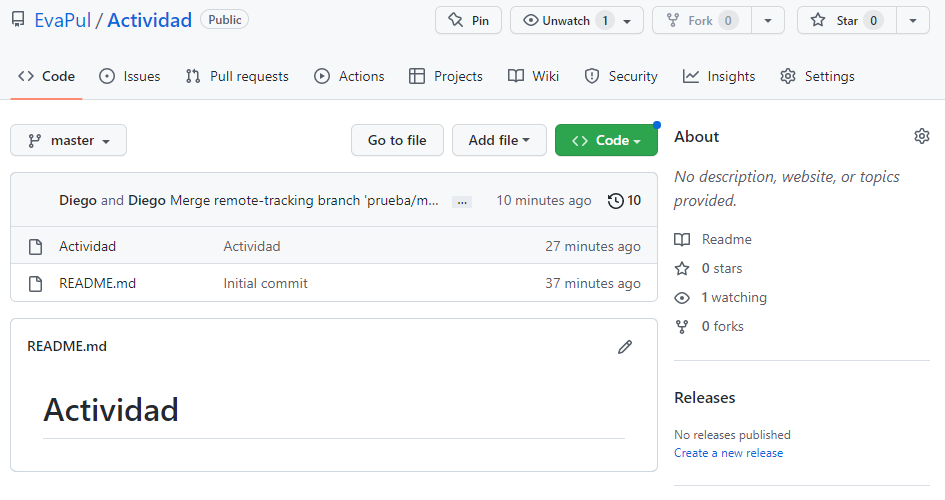 EvaPul / Actividad Public Pin Unwatch 1 Fork 0 Star 0
Code Issues Pull requests Actions Projects Wiki Security Insights Settings
master Go to file Add file Code
Diego and Diego Merge remote-tracking branch 'prueba/m... ... 10 minutes ago 10
Actividad Actividad 27 minutes ago
README.md Initial commit 37 minutes ago
README.md
Actividad
About
No description, website, or topics
provided.
Readme
0 stars
1 watching
0 forks
Releases
No releases published
Create a new release